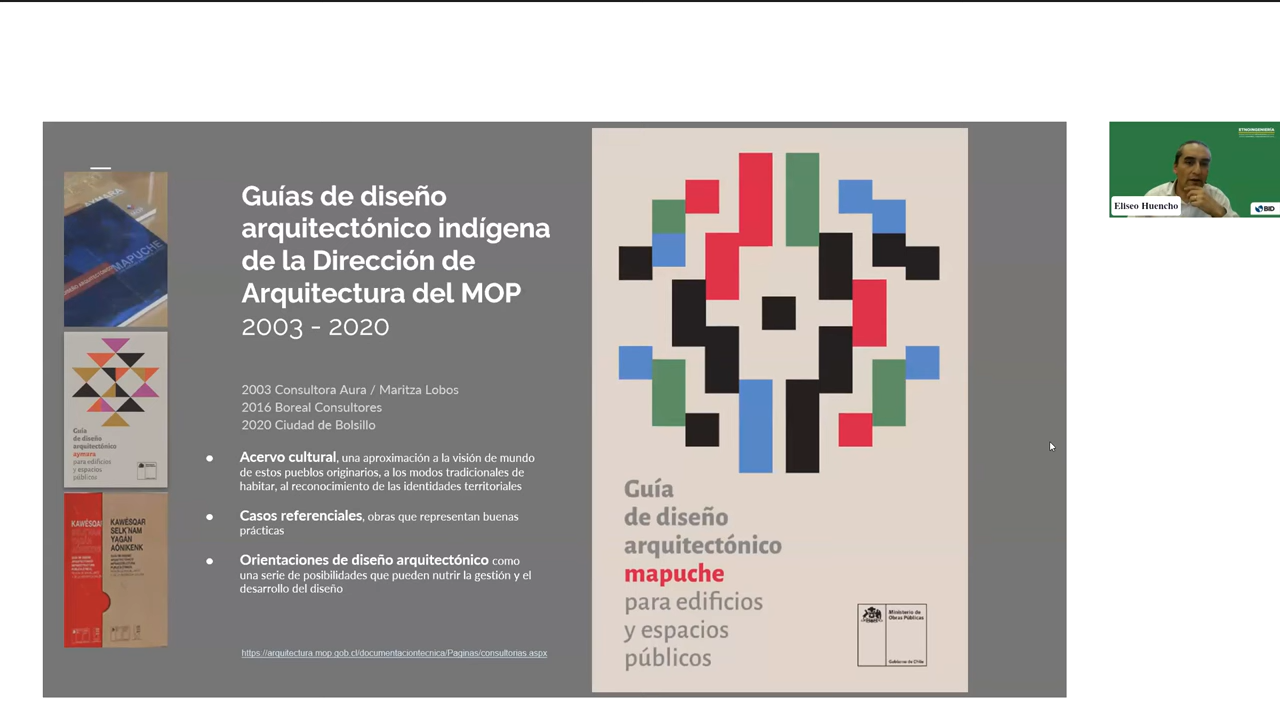 Guías de diseño
arquitectónico indígena
de la Dirección de
Arquitectura del MOP
2003 - 2020
2003 Consultora Aura / Maritza Lobos
2016 Boreal Consultores
2020 Ciudad de Bolsillo
● Acervo cultural, una aproximación a la visión de mundo
de estos pueblos originarios, a los modos tradicionales de
habitar, al reconocimiento de las identidades territoriales
● Casos referenciales, obras que representan buenas
prácticas
● Orientaciones de diseño arquitectónico como
una serie de posibilidades que pueden nutrir la gestión y el
desarrollo del diseño
https://arquitectura.mop.gob.cl/documentaciontecnica/Paginas/consultorias.aspx
MAPUCHE
Guía
de diseño
arquitectónico
aymara
para edificios
y espacios
públicos
KAWÉSQAR
KAWÉSQAR
SELK'NAM
YAGÁN
AÓNIKENK
Guía
de diseño
arquitectónico
mapuche
para edificios
y espacios
públicos
Ministerio de
Obras Públicas
Gobierno de Chile
ETNOINGENIERÍA
Eliseo Huencho
BID